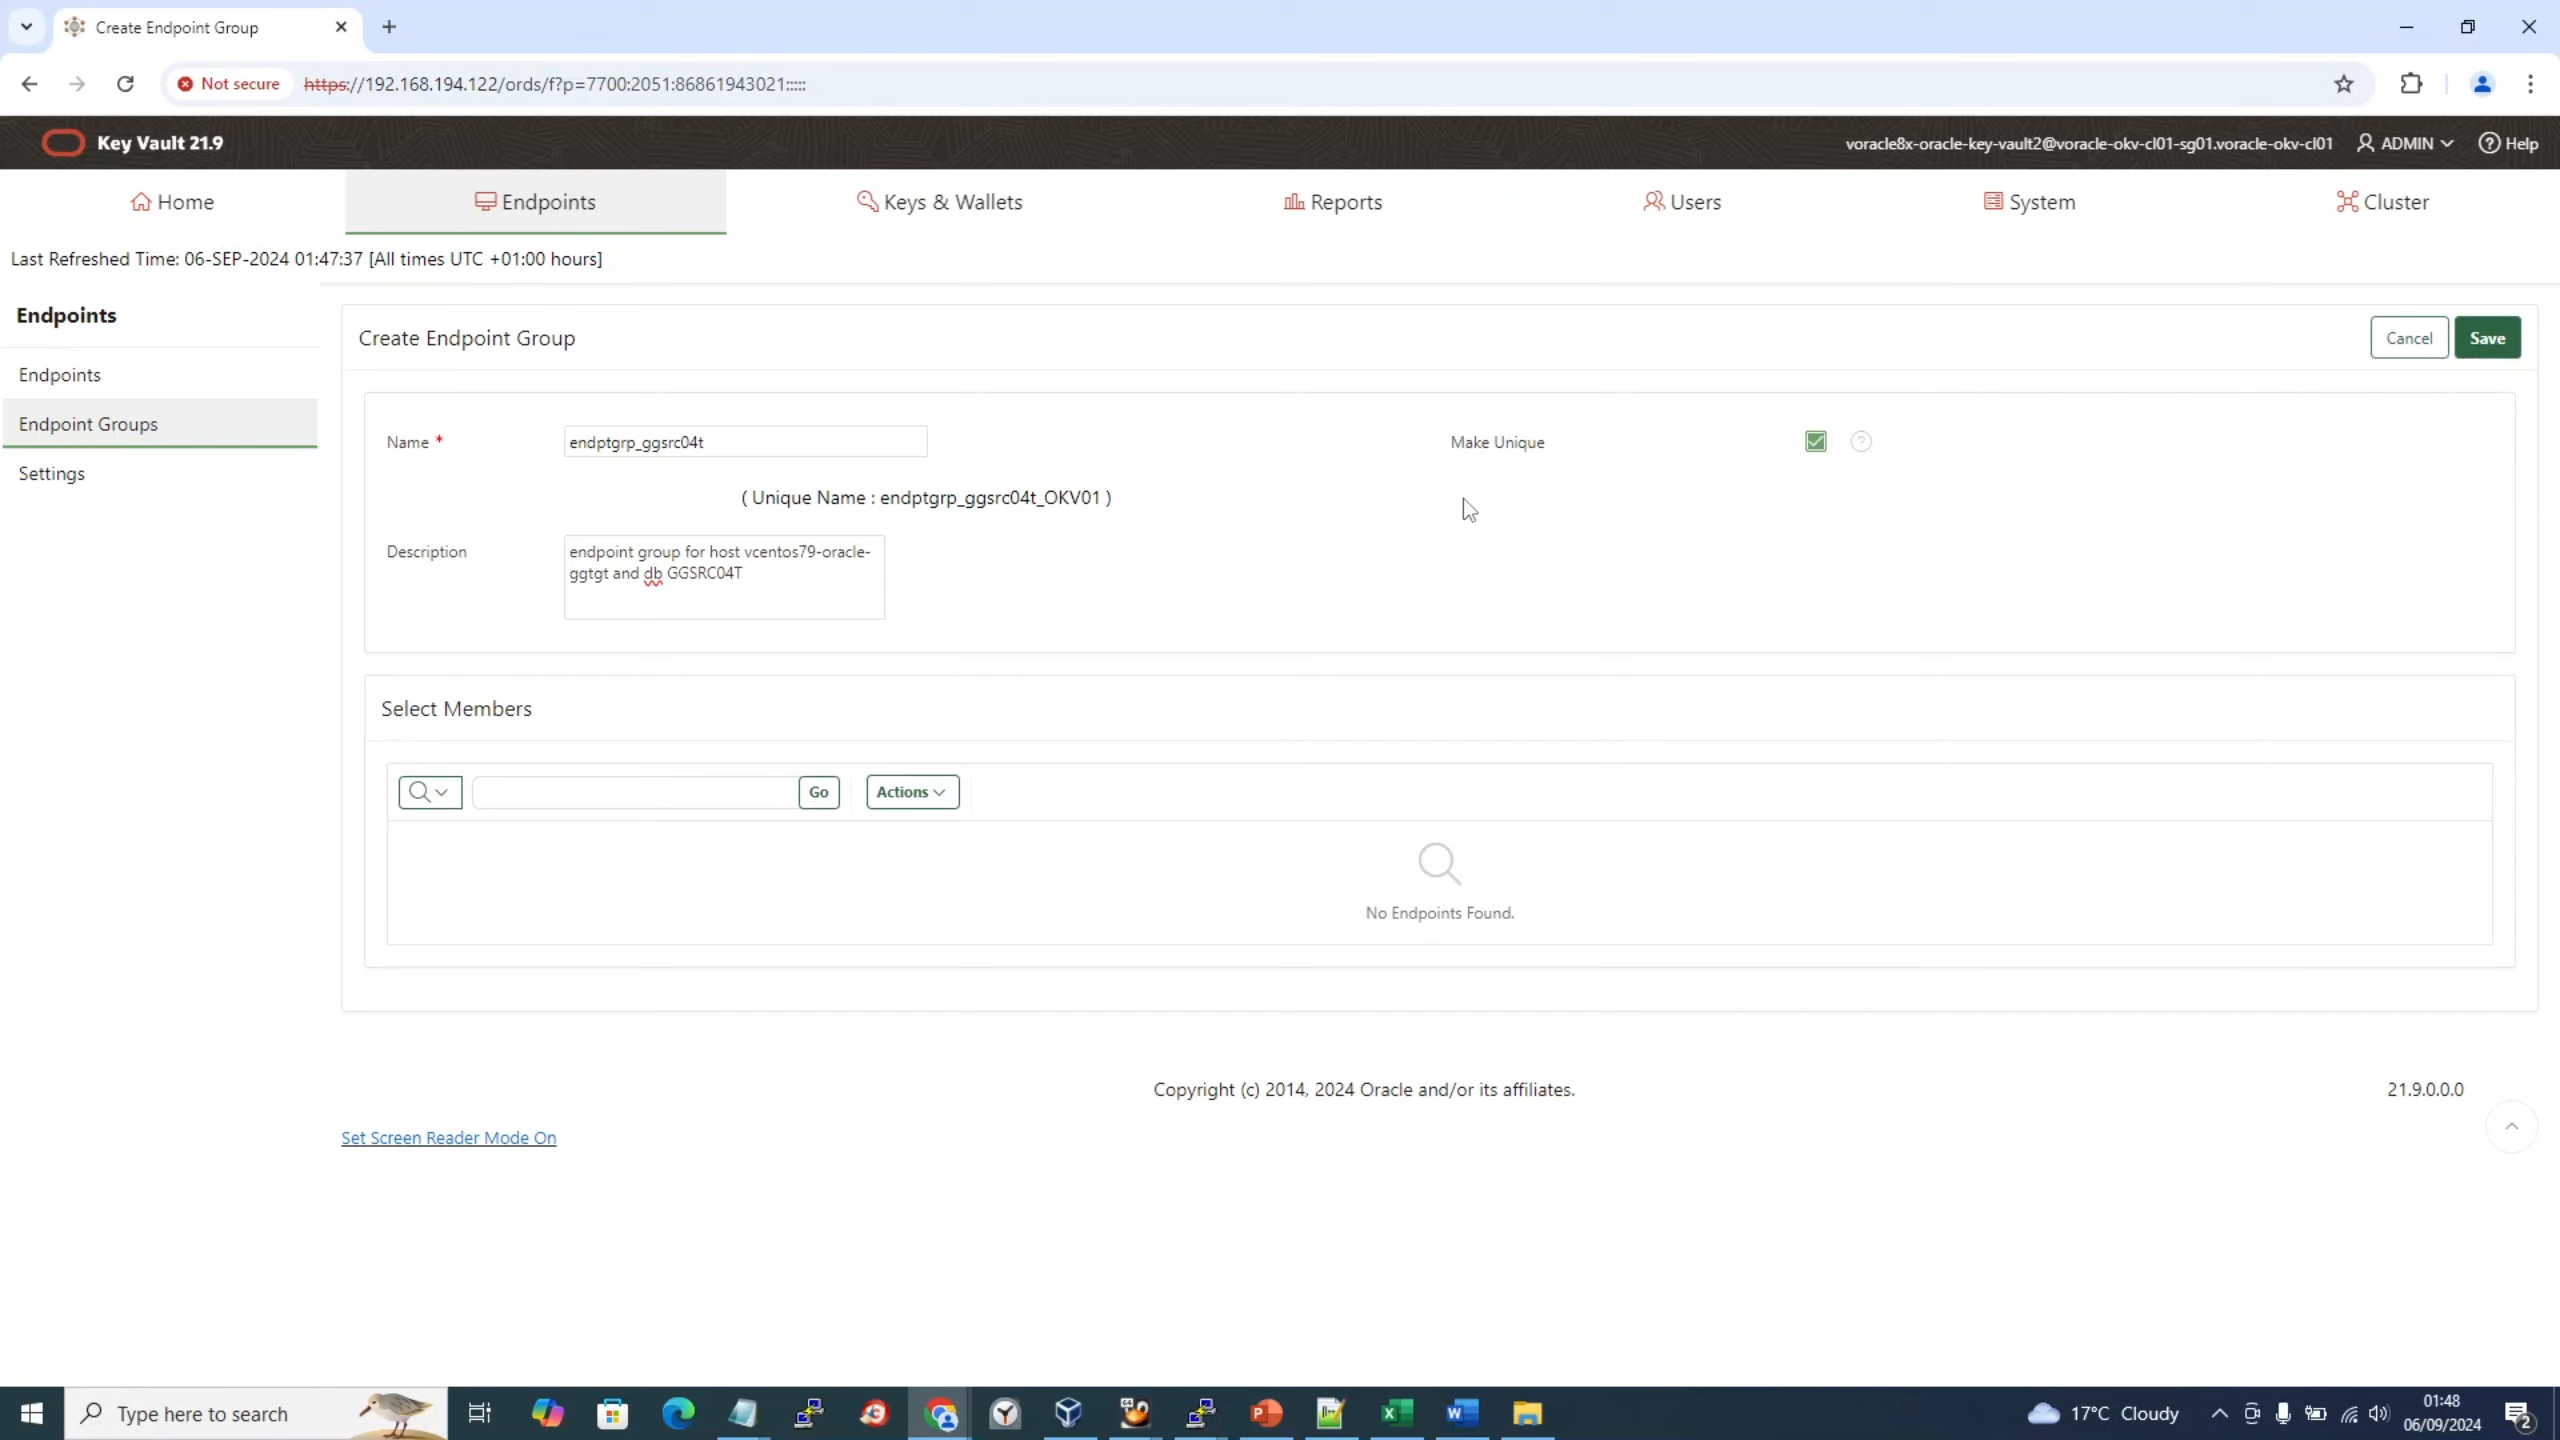 Create Endpoint Group
Not secure https://192.168.194.122/ords/f?p=7700:2051:86861943021:::::
Key Vault 21.9 voracle8x-oracle-key-vault2@voracle-okv-cl01-sg01.voracle-okv-cl01 ADMIN Help
Home Endpoints Keys & Wallets Reports Users System Cluster
Last Refreshed Time: 06-SEP-2024 01:47:37 [All times UTC +01:00 hours]
Endpoints
Endpoints
Endpoint Groups
Settings
Create Endpoint Group Cancel Save
Name * endptgrp_ggsrc04t Make Unique ?
( Unique Name : endptgrp_ggsrc04t_OKV01 )
Description endpoint group for host vcentos79-oracle-
ggtgt and db GGSRC04T
Select Members
Go Actions
No Endpoints Found.
Copyright (c) 2014, 2024 Oracle and/or its affiliates. 21.9.0.0.0
Set Screen Reader Mode On
Type here to search 17°C Cloudy 01:48
06/09/2024
2